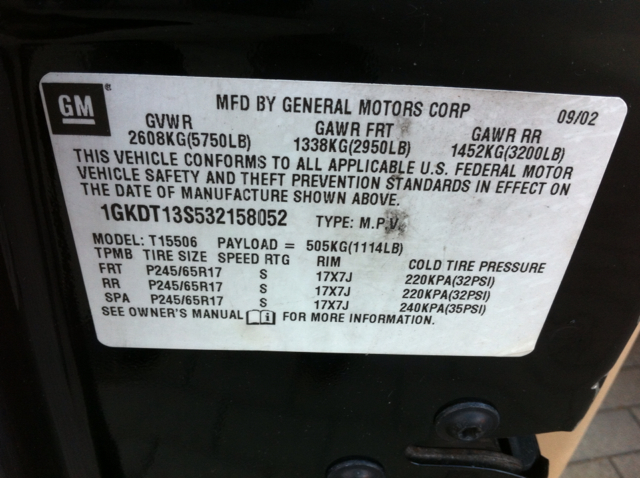 GM ® MFD BY GENERAL MOTORS CORP 09/02
GVWR GAWR FRT GAWR RR
2608KG(5750LB) 1338KG(2950LB) 1452KG(3200LB)
THIS VEHICLE CONFORMS TO ALL APPLICABLE U.S. FEDERAL MOTOR
VEHICLE SAFETY AND THEFT PREVENTION STANDARDS IN EFFECT ON
THE DATE OF MANUFACTURE SHOWN ABOVE.
1GKDT13S532158052 TYPE: M.P.V.
MODEL: T15506 PAYLOAD = 505KG(1114LB)
TPMB TIRE SIZE SPEED RTG RIM COLD TIRE PRESSURE
FRT P245/65R17 S 17X7J 220KPA(32PSI)
RR P245/65R17 S 17X7J 220KPA(32PSI)
SPA P245/65R17 S 17X7J 240KPA(35PSI)
SEE OWNER'S MANUAL FOR MORE INFORMATION.